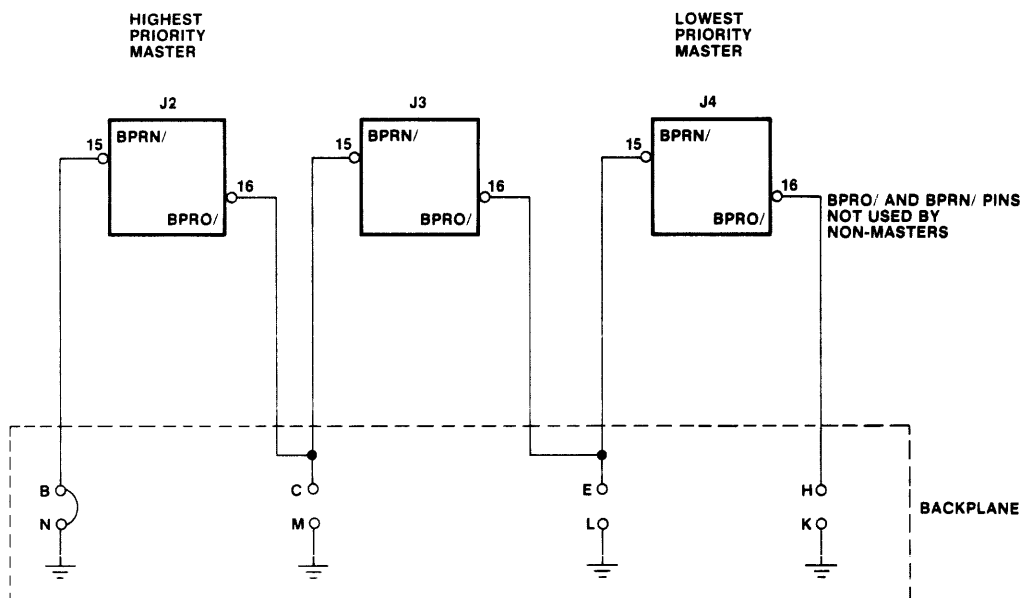 HIGHEST
PRIORITY
MASTER
LOWEST
PRIORITY
MASTER
J2
J3
J4
15
BPRN/
16
BPRO/
15
BPRN/
16
BPRO/
15
BPRN/
16
BPRO/
BPRO/ AND BPRN/ PINS
NOT USED BY
NON-MASTERS
B
C
E
H
N
M
L
K
BACKPLANE